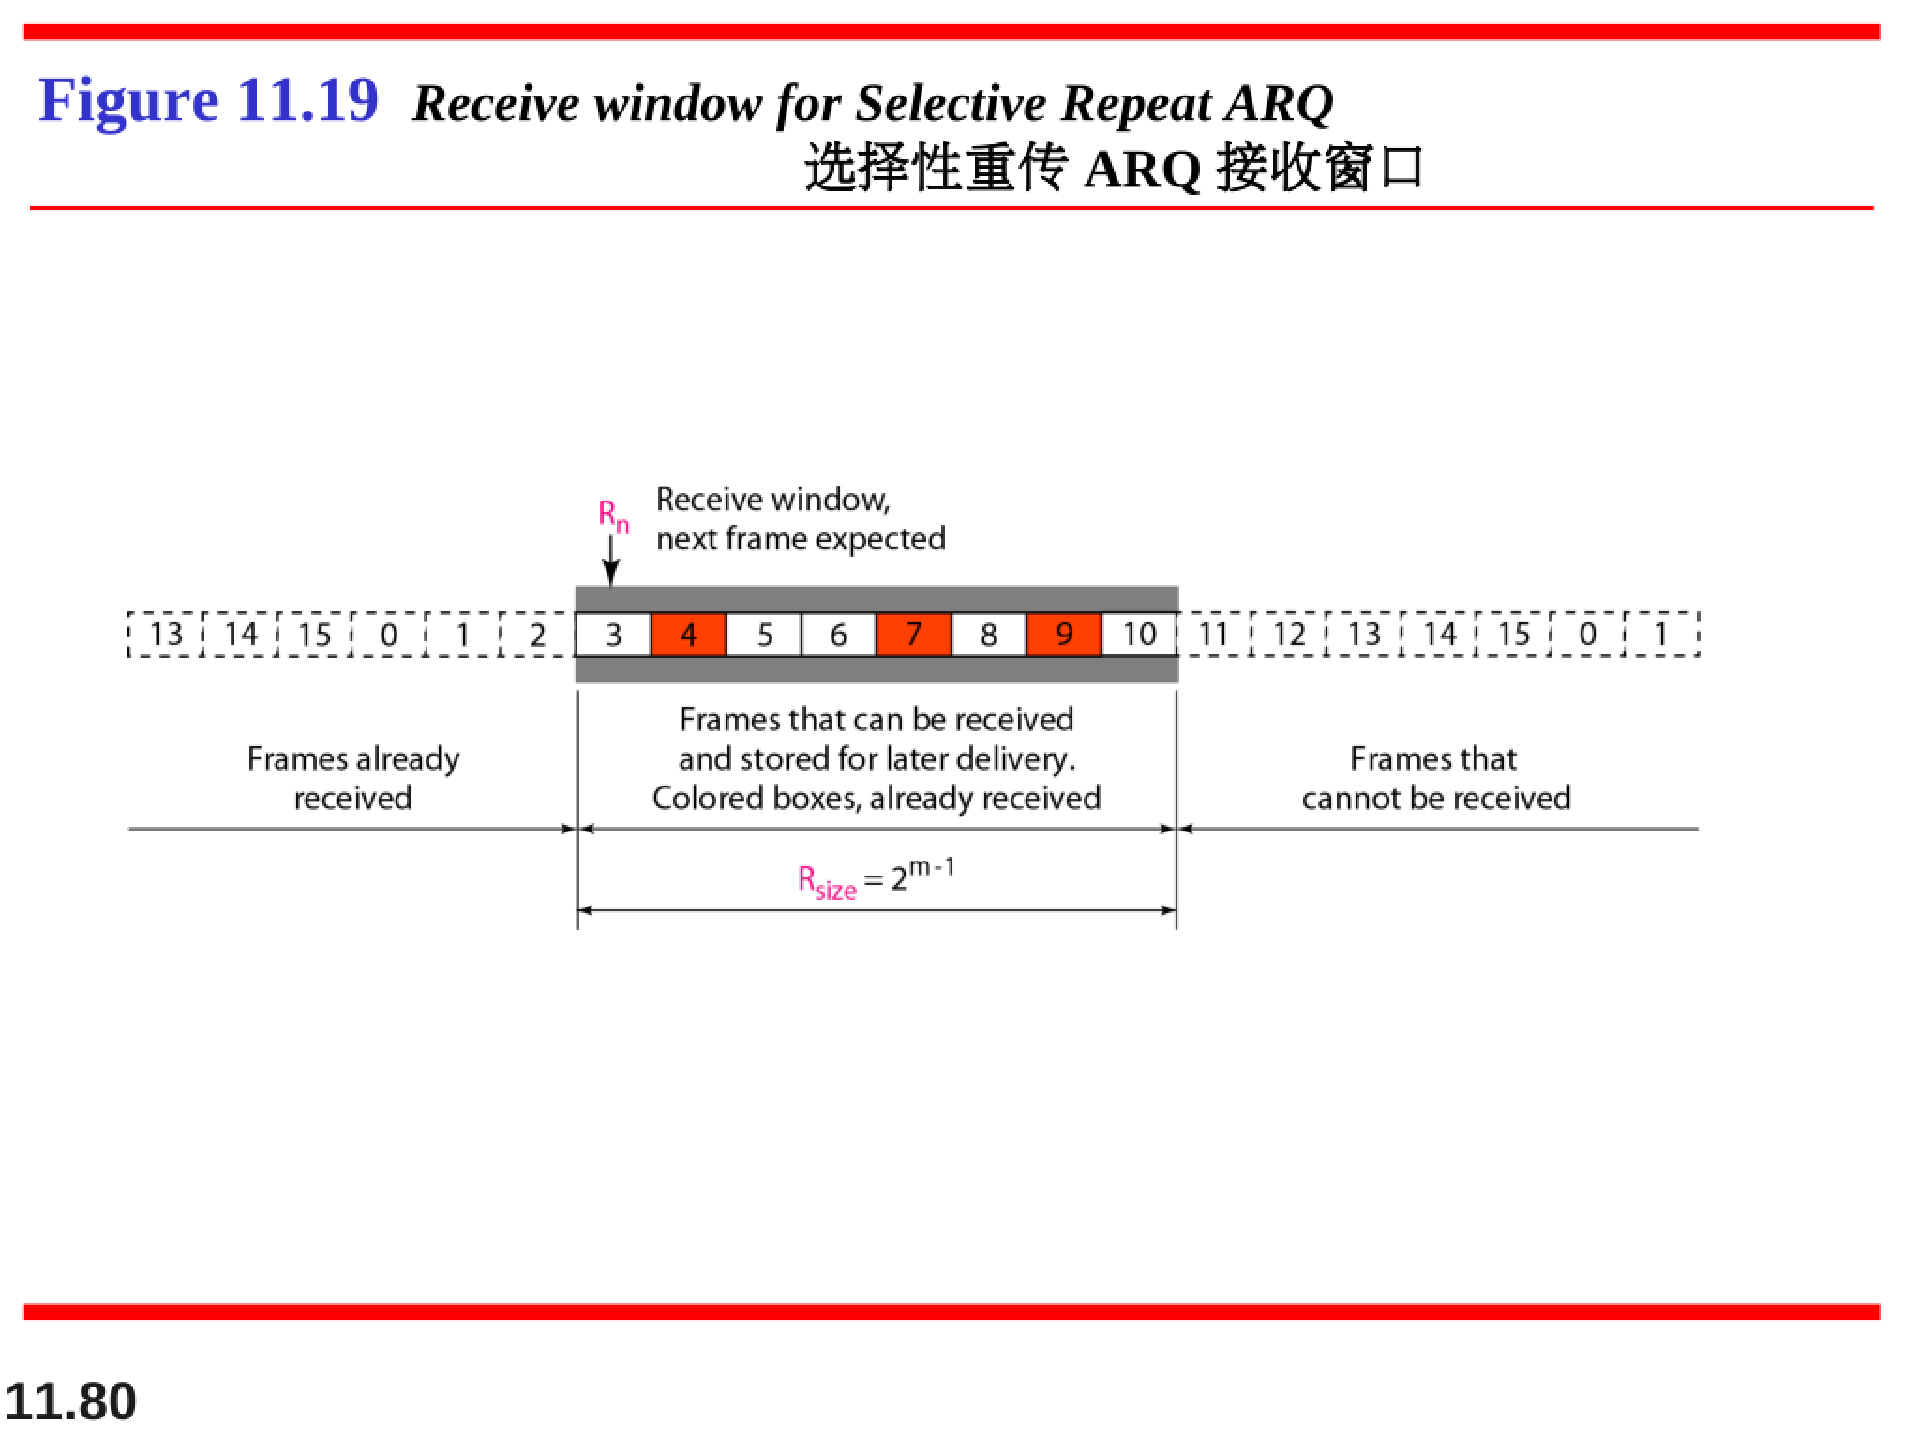 Figure 11.19 Receive window for Selective Repeat ARQ
选择性重传 ARQ 接收窗口
Rn
Receive window,
next frame expected
13 14 15 0 1 2 3 4 5 6 7 8 9 10 11 12 13 14 15 0 1
Frames already
received
Frames that can be received
and stored for later delivery.
Colored boxes, already received
Frames that
cannot be received
Rsize = 2^m-1
11.80